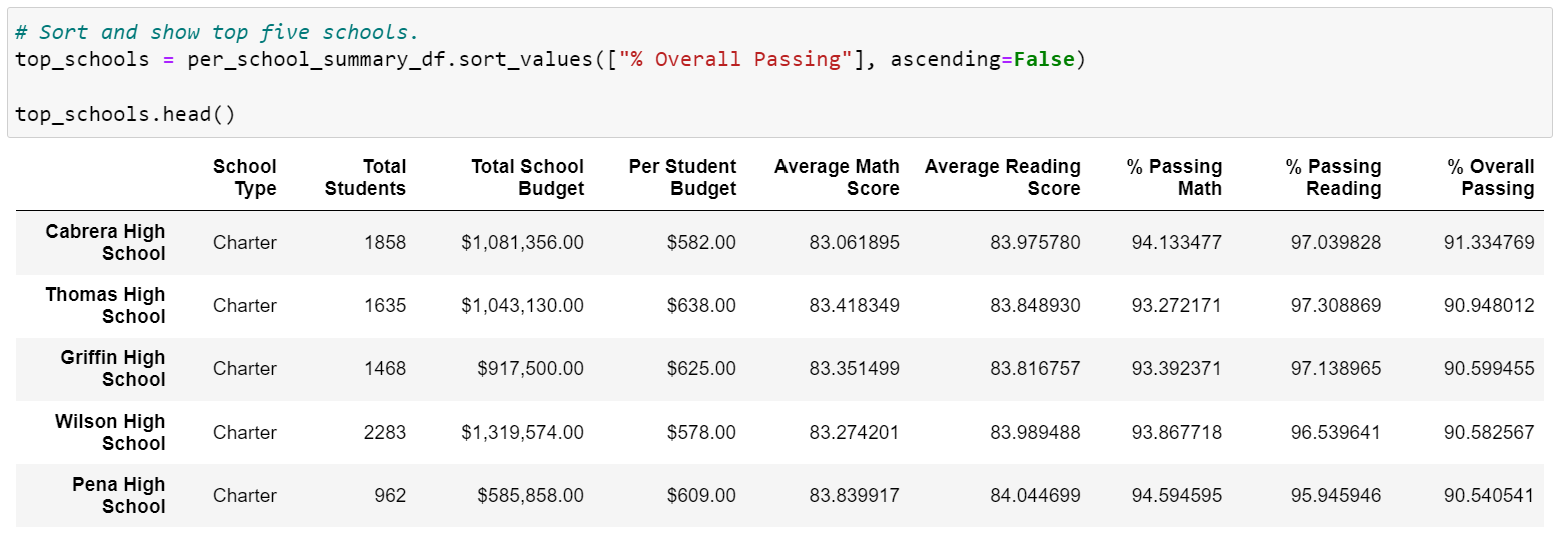 # Sort and show top five schools.
top_schools = per_school_summary_df.sort_values(["% Overall Passing"], ascending=False)
top_schools.head()
School Type Total Students Total School Budget Per Student Budget Average Math Score Average Reading Score % Passing Math % Passing Reading % Overall Passing
Cabrera High School Charter 1858 $1,081,356.00 $582.00 83.061895 83.975780 94.133477 97.039828 91.334769
Thomas High School Charter 1635 $1,043,130.00 $638.00 83.418349 83.848930 93.272171 97.308869 90.948012
Griffin High School Charter 1468 $917,500.00 $625.00 83.351499 83.816757 93.392371 97.138965 90.599455
Wilson High School Charter 2283 $1,319,574.00 $578.00 83.274201 83.989488 93.867718 96.539641 90.582567
Pena High School Charter 962 $585,858.00 $609.00 83.839917 84.044699 94.594595 95.945946 90.540541